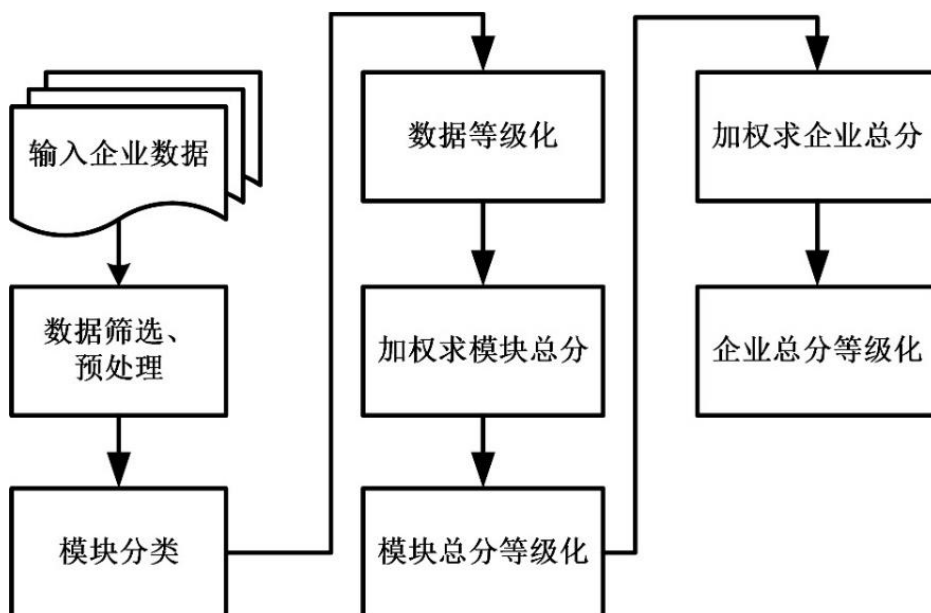 输入企业数据
数据筛选、
预处理
模块分类
数据等级化
加权求模块总分
模块总分等级化
加权求企业总分
企业总分等级化